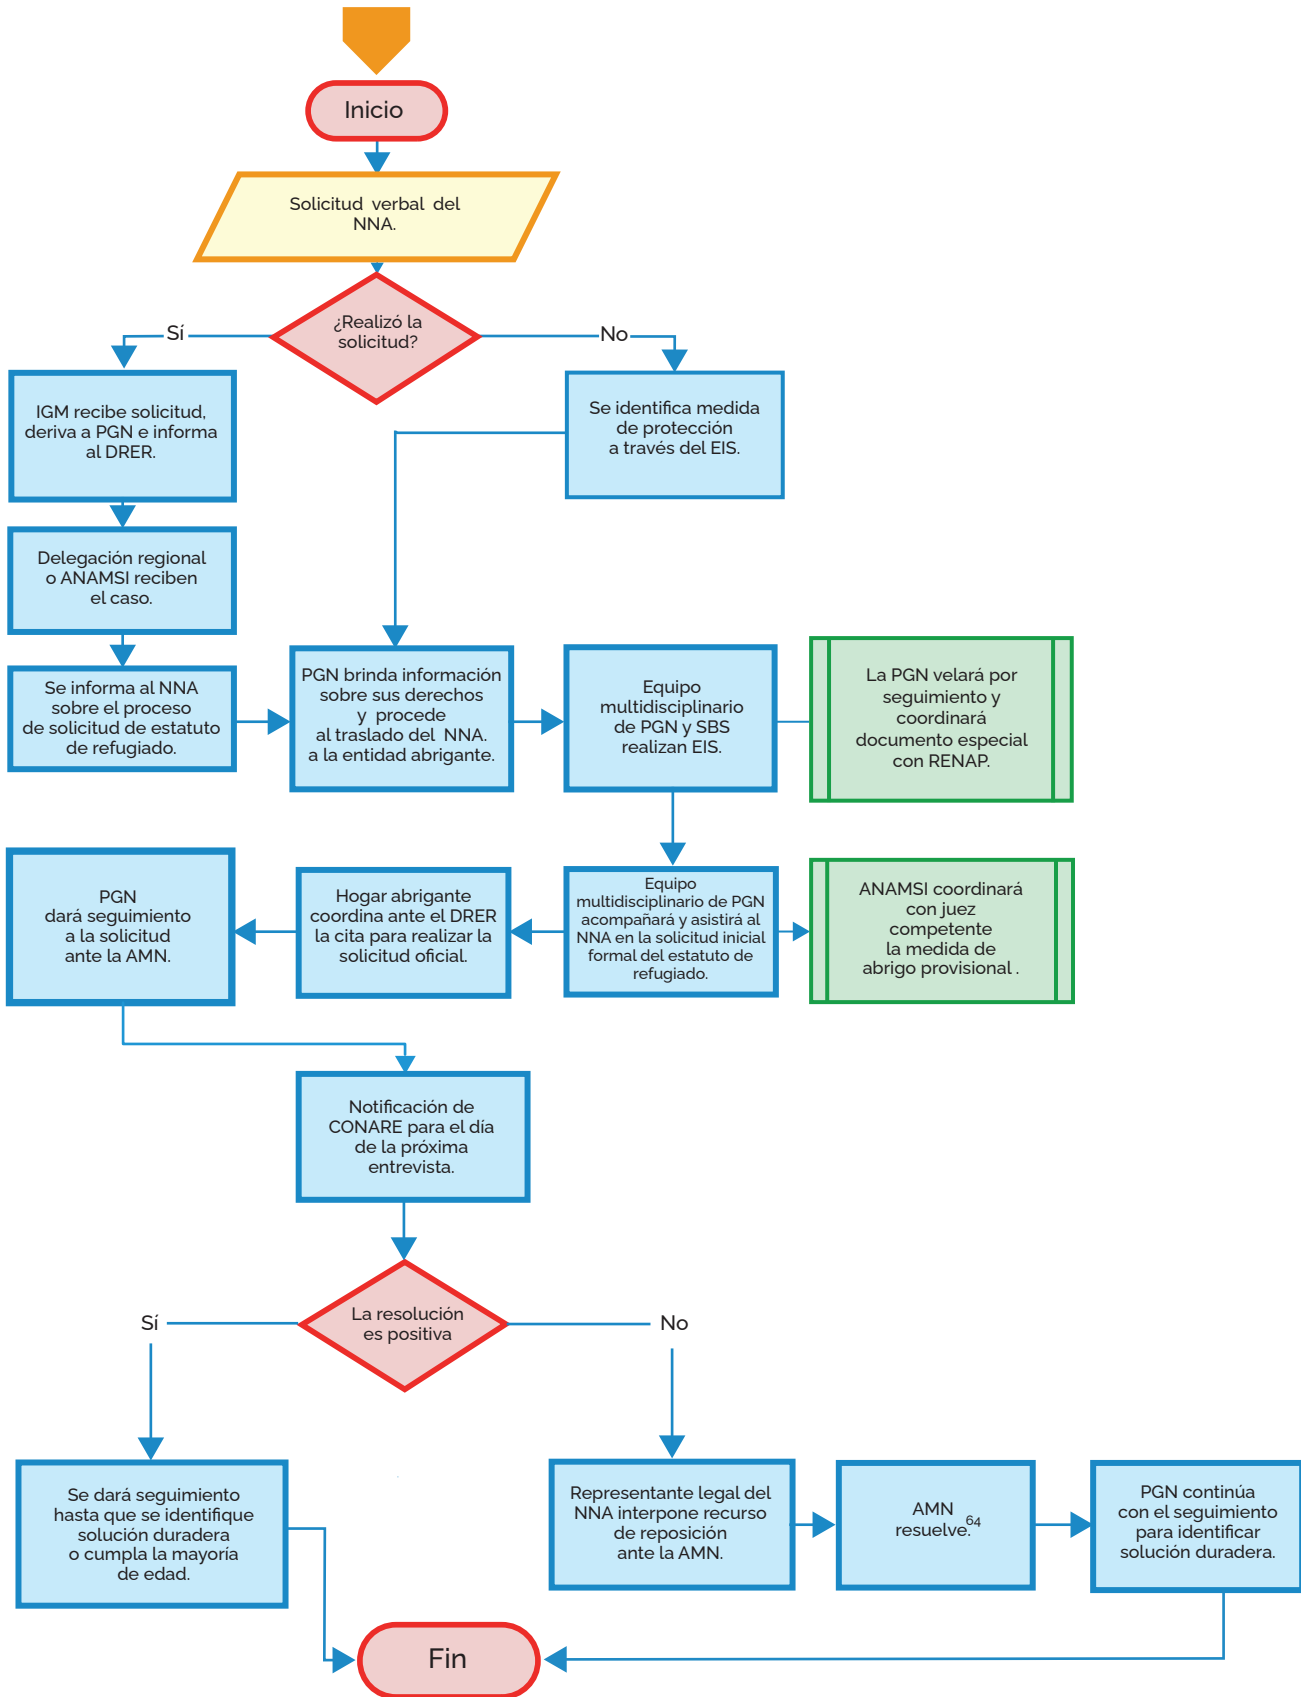 Inicio
Solicitud verbal del
NNA.
¿Realizó la
solicitud?
Sí
No
IGM recibe solicitud,
deriva a PGN e informa
al DRER.
Se identifica medida
de protección
a través del EIS.
Delegación regional
o ANAMSI reciben
el caso.
Se informa al NNA
sobre el proceso
de solicitud de estatuto
de refugiado.
PGN brinda información
sobre sus derechos
y procede
al traslado del NNA.
a la entidad abrigante.
Equipo
multidisciplinario
de PGN y SBS
realizan EIS.
La PGN velará por
seguimiento y
coordinará
documento especial
con RENAP.
PGN
dará seguimiento
a la solicitud
ante la AMN.
Hogar abrigante
coordina ante el DRER
la cita para realizar la
solicitud oficial.
Equipo
multidisciplinario de PGN
acompañará y asistirá al
NNA en la solicitud inicial
formal del estatuto de
refugiado.
ANAMSI coordinará
con juez
competente
la medida de
abrigo provisional .
Notificación de
CONARE para el día
de la próxima
entrevista.
La resolución
es positiva
Sí
No
Se dará seguimiento
hasta que se identifique
solución duradera
o cumpla la mayoría
de edad.
Representante legal del
NNA interpone recurso
de reposición
ante la AMN.
AMN
resuelve.64
PGN continúa
con el seguimiento
para identificar
solución duradera.
Fin